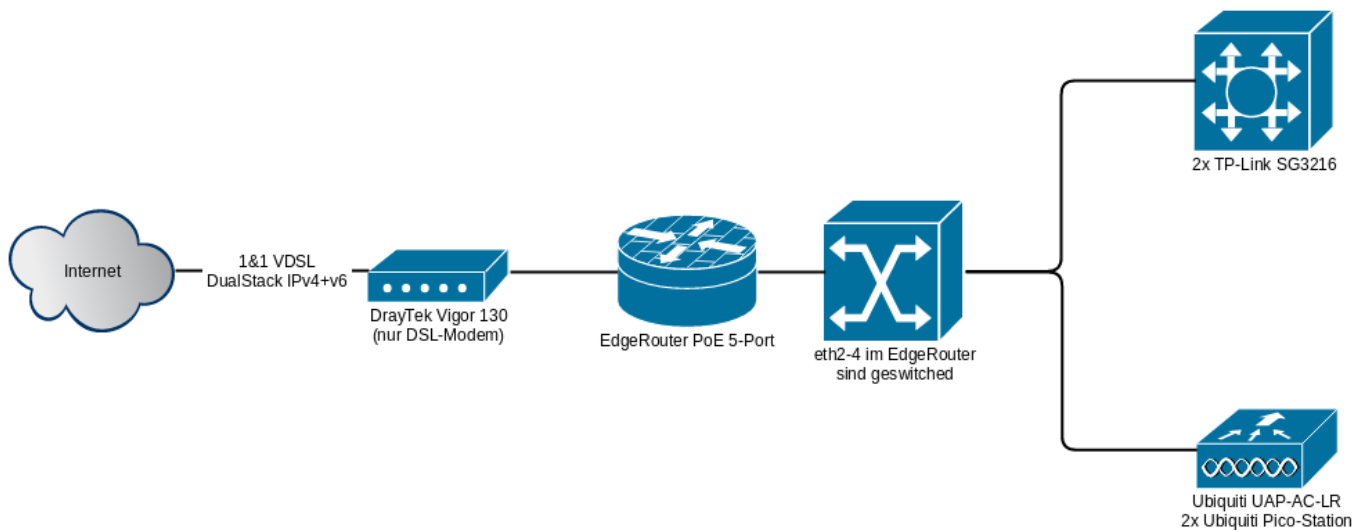 Internet
1&1 VDSL
DualStack IPv4+v6
DrayTek Vigor 130
(nur DSL-Modem)
EdgeRouter PoE 5-Port
eth2-4 im EdgeRouter
sind geswitched
2x TP-Link SG3216
Ubiquiti UAP-AC-LR
2x Ubiquiti Pico-Station